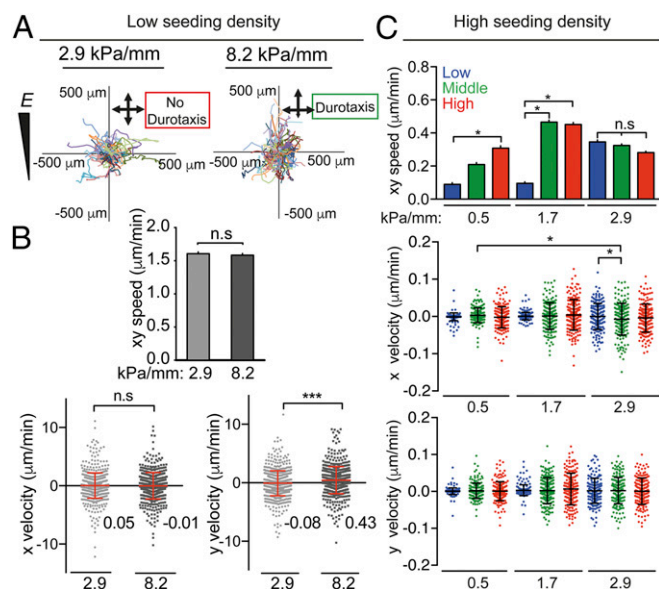 A
Low seeding density
2.9 kPa/mm
8.2 kPa/mm
E
500 μm
No Durotaxis
-500 μm
500 μm
-500 μm
500 μm
Durotaxis
-500 μm
500 μm
-500 μm
B
xy speed (μm/min)
2.0
1.5
1.0
0.5
0.0
n.s
kPa/mm: 2.9 8.2
x velocity (μm/min)
10
0
-10
n.s
0.05
-0.01
2.9 8.2
y velocity (μm/min)
10
0
-10
***
-0.08
0.43
2.9 8.2
C
High seeding density
xy speed (μm/min)
0.8
0.6
0.4
0.2
0.0
Low
Middle
High
*
*
*
n.s
kPa/mm: 0.5 1.7 2.9
x velocity (μm/min)
0.2
0.1
0.0
-0.1
-0.2
*
*
0.5 1.7 2.9
y velocity (μm/min)
0.2
0.1
0.0
-0.1
-0.2
0.5 1.7 2.9